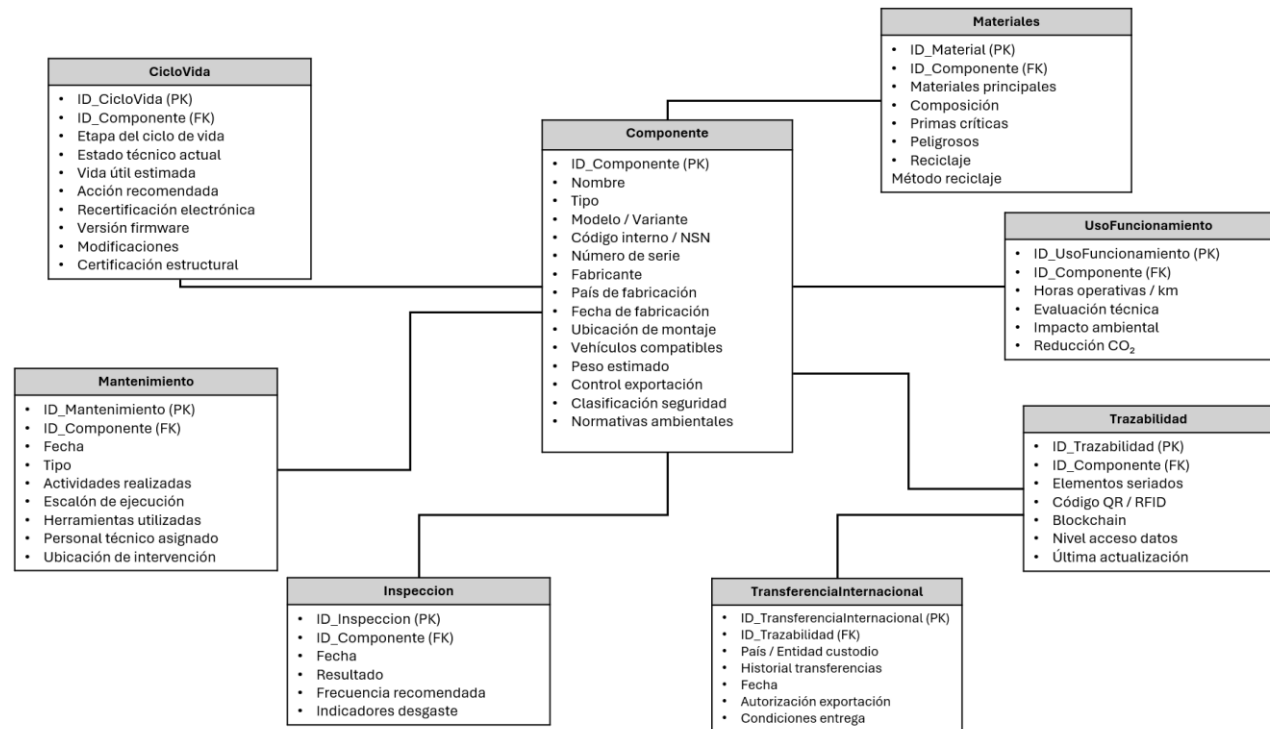 Materiales
• ID_Material (PK)
• ID_Componente (FK)
• Materiales principales
• Composición
• Primas críticas
• Peligrosos
• Reciclaje
Método reciclaje
CicloVida
• ID_CicloVida (PK)
• ID_Componente (FK)
• Etapa del ciclo de vida
• Estado técnico actual
• Vida útil estimada
• Acción recomendada
• Recertificación electrónica
• Versión firmware
• Modificaciones
• Certificación estructural
Componente
• ID_Componente (PK)
• Nombre
• Tipo
• Modelo / Variante
• Código interno / NSN
• Número de serie
• Fabricante
• País de fabricación
• Fecha de fabricación
• Ubicación de montaje
• Vehículos compatibles
• Peso estimado
• Control exportación
• Clasificación seguridad
• Normativas ambientales
UsoFuncionamiento
• ID_UsoFuncionamiento (PK)
• ID_Componente (FK)
• Horas operativas / km
• Evaluación técnica
• Impacto ambiental
• Reducción CO₂
Mantenimiento
• ID_Mantenimiento (PK)
• ID_Componente (FK)
• Fecha
• Tipo
• Actividades realizadas
• Escalón de ejecución
• Herramientas utilizadas
• Personal técnico asignado
• Ubicación de intervención
Trazabilidad
• ID_Trazabilidad (PK)
• ID_Componente (FK)
• Elementos seriados
• Código QR / RFID
• Blockchain
• Nivel acceso datos
• Última actualización
Inspeccion
• ID_Inspeccion (PK)
• ID_Componente (FK)
• Fecha
• Resultado
• Frecuencia recomendada
• Indicadores desgaste
TransferenciaInternacional
• ID_TransferenciaInternacional (PK)
• ID_Trazabilidad (FK)
• País / Entidad custodio
• Historial transferencias
• Fecha
• Autorización exportación
• Condiciones entrega